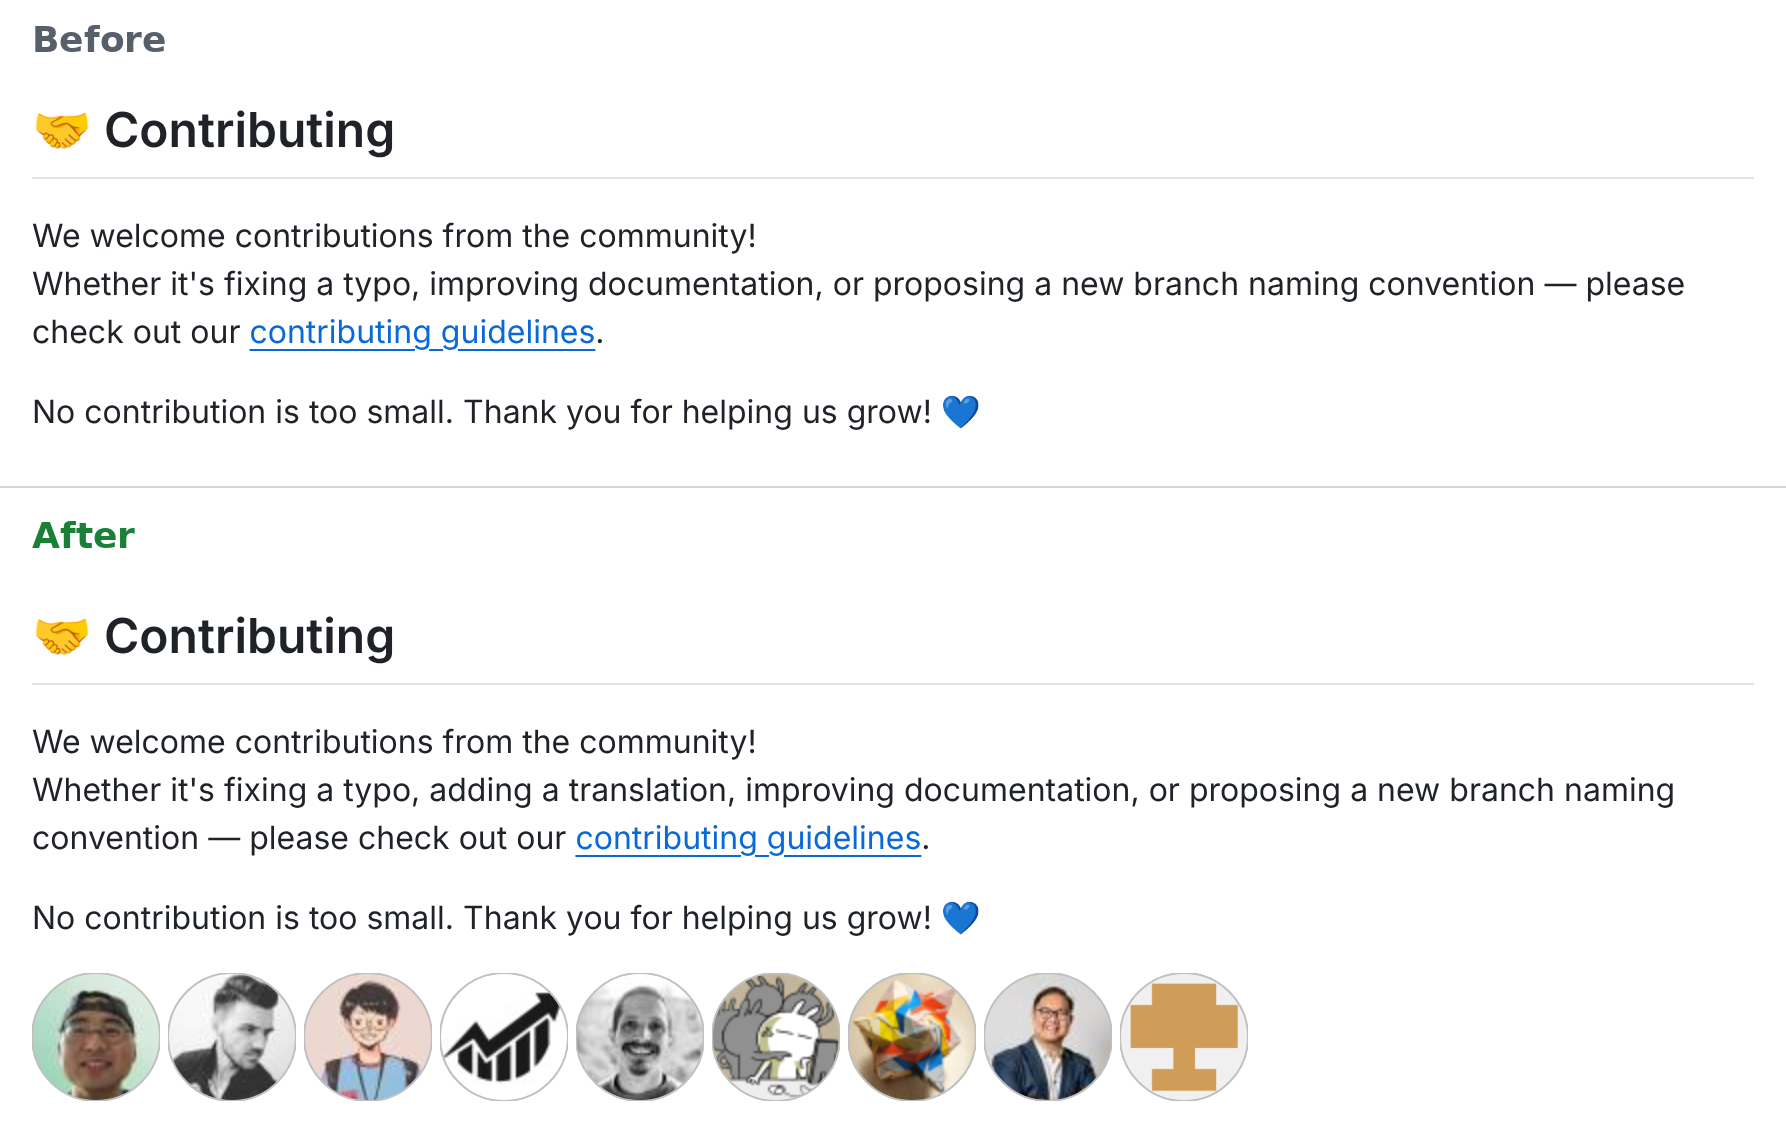 Before
🤝 Contributing
We welcome contributions from the community!
Whether it's fixing a typo, improving documentation, or proposing a new branch naming convention — please
check out our contributing guidelines.
No contribution is too small. Thank you for helping us grow! 💙
After
🤝 Contributing
We welcome contributions from the community!
Whether it's fixing a typo, adding a translation, improving documentation, or proposing a new branch naming
convention — please check out our contributing guidelines.
No contribution is too small. Thank you for helping us grow! 💙